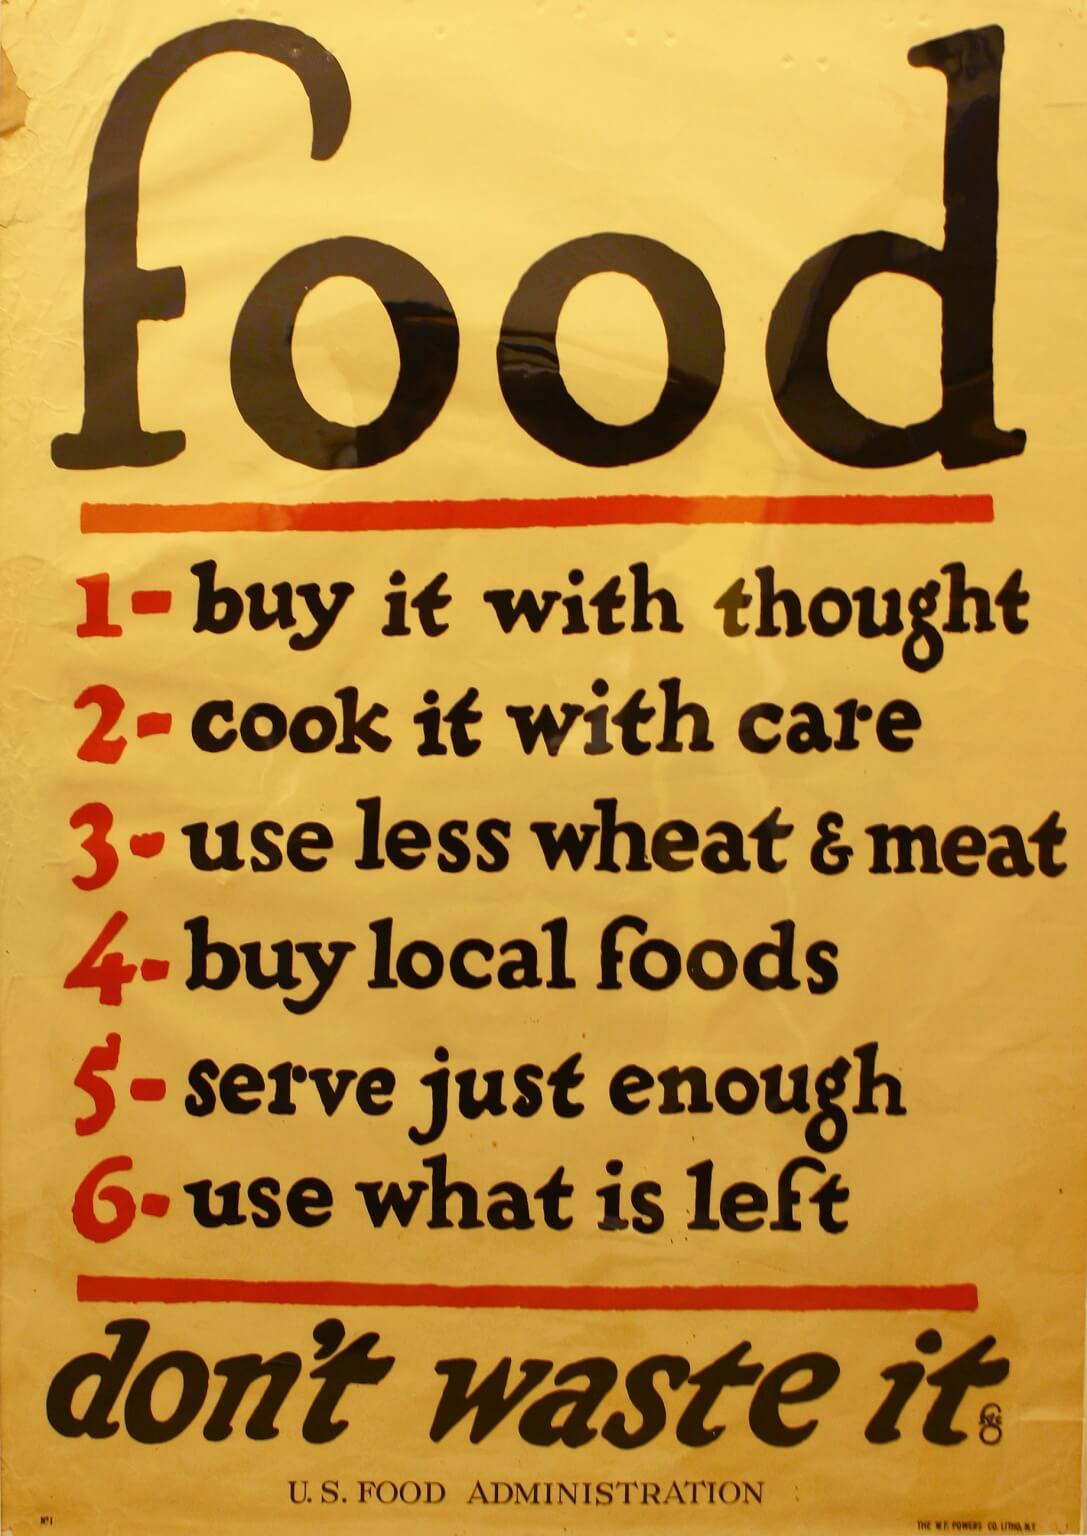 food
1- buy it with thought
2- cook it with care
3- use less wheat & meat
4- buy local foods
5- serve just enough
6- use what is left
don't waste it
U. S. FOOD ADMINISTRATION
Nº 1
THE W.F. POWERS CO. LITHO., N.Y.